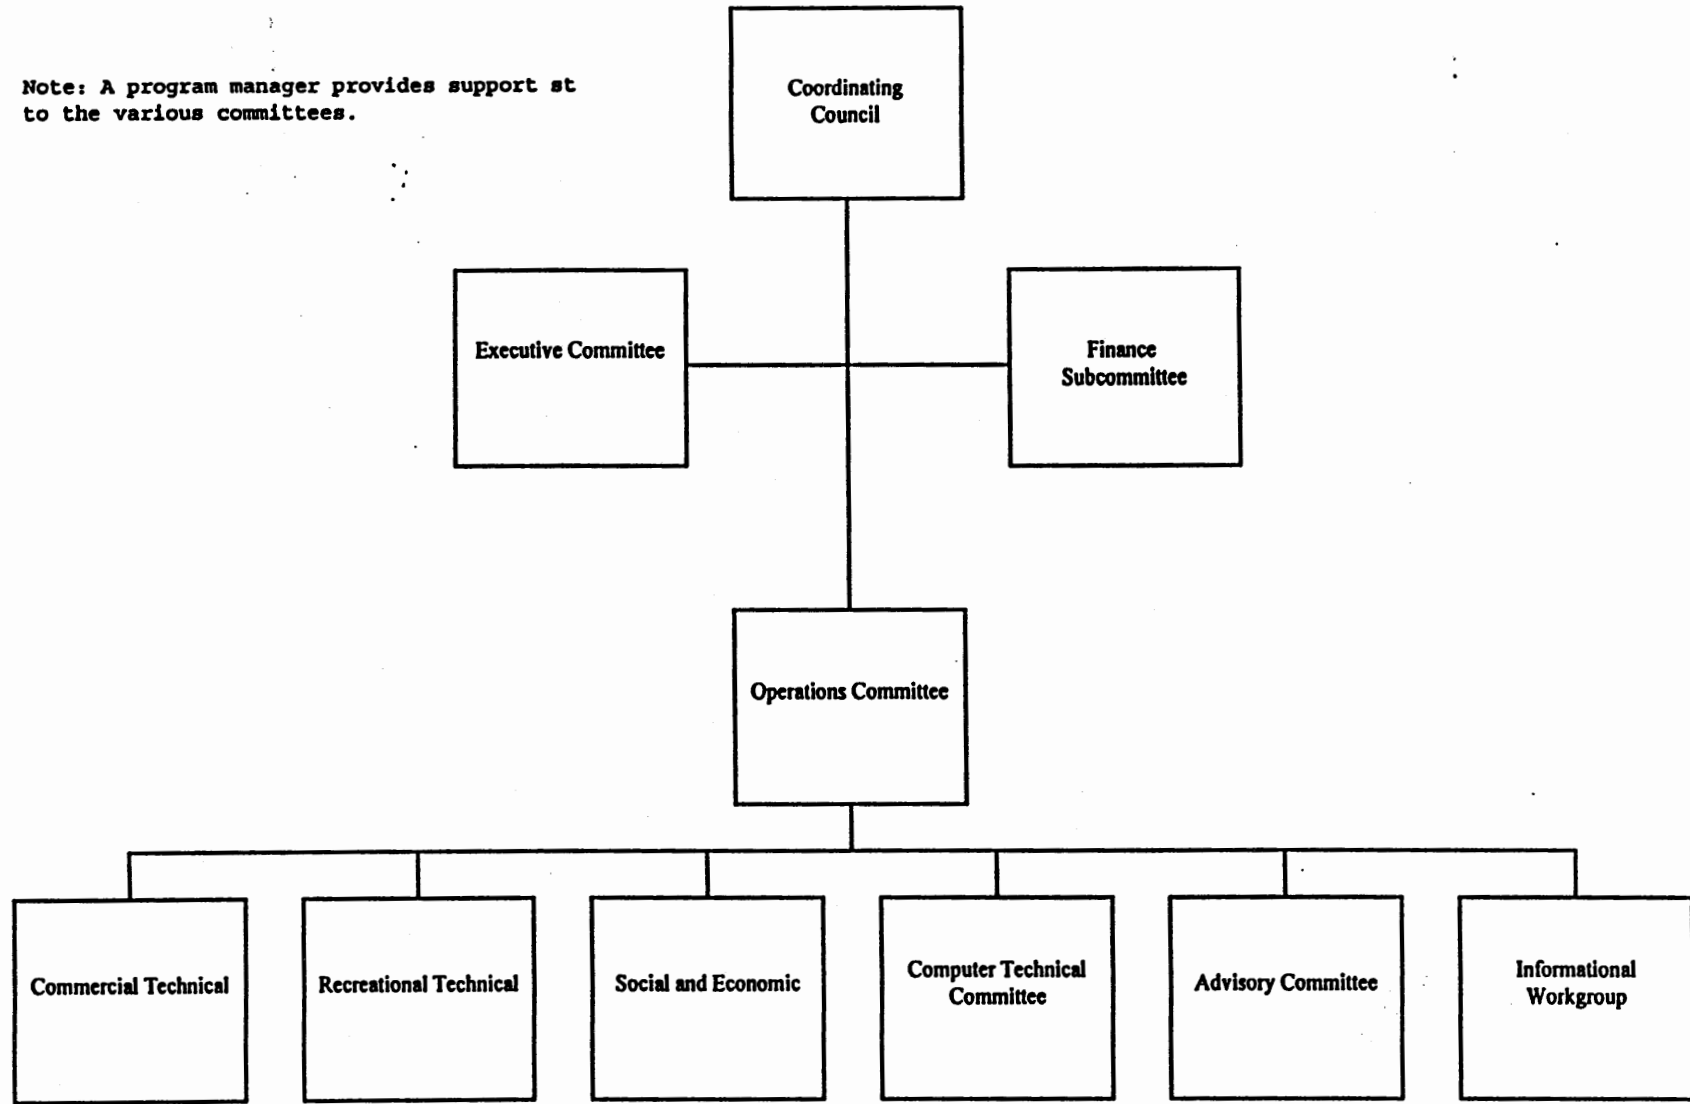 Note: A program manager provides support st
to the various committees.
Coordinating
Council
Executive Committee
Finance
Subcommittee
Operations Committee
Commercial Technical
Recreational Technical
Social and Economic
Computer Technical
Committee
Advisory Committee
Informational
Workgroup